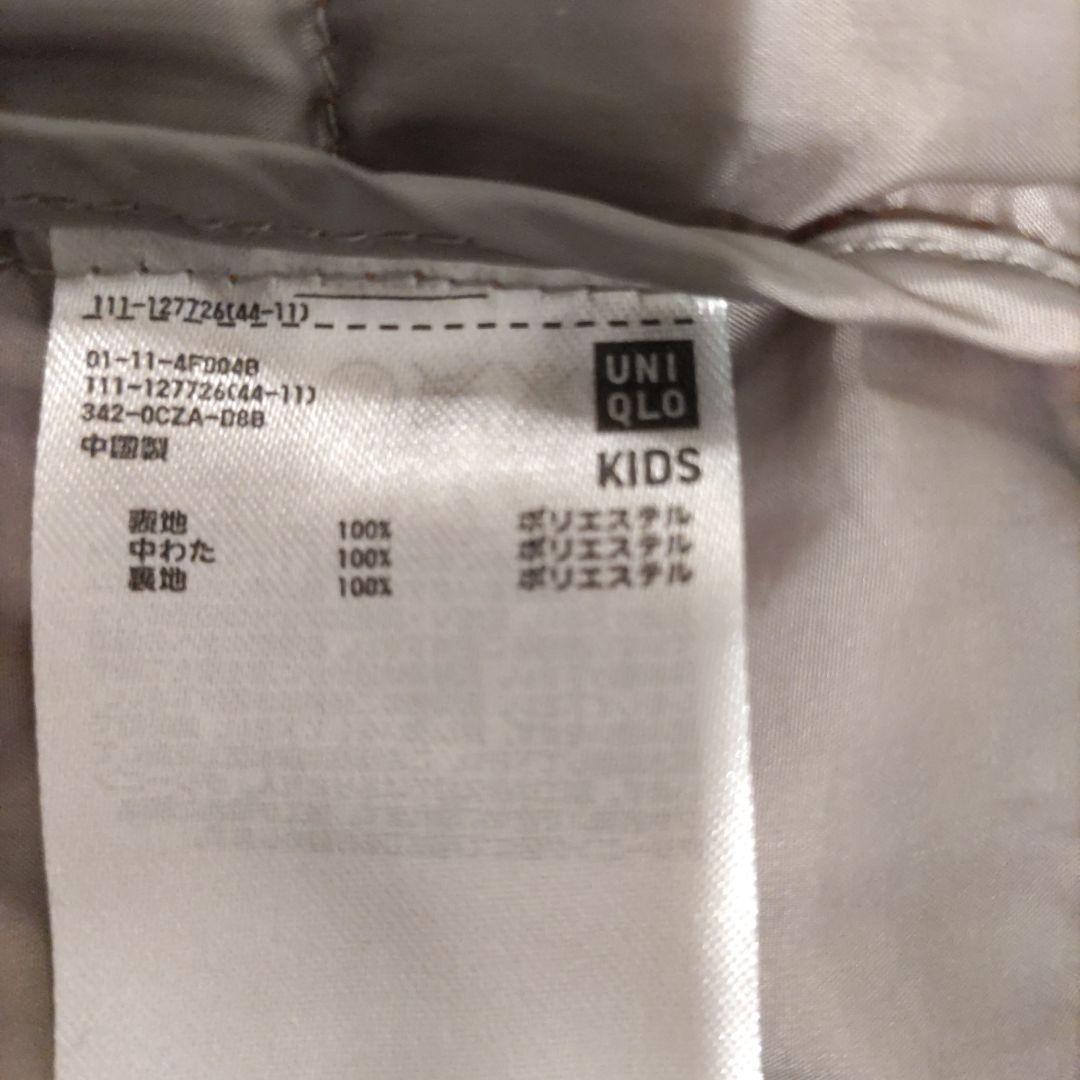 111-127726(44-11)
01-11-4F004B
111-127726(44-11)
342-0CZA-D8B
中国製
UNI
QLO
KIDS
表地 100% ポリエステル
中わた 100% ポリエステル
裏地 100% ポリエステル